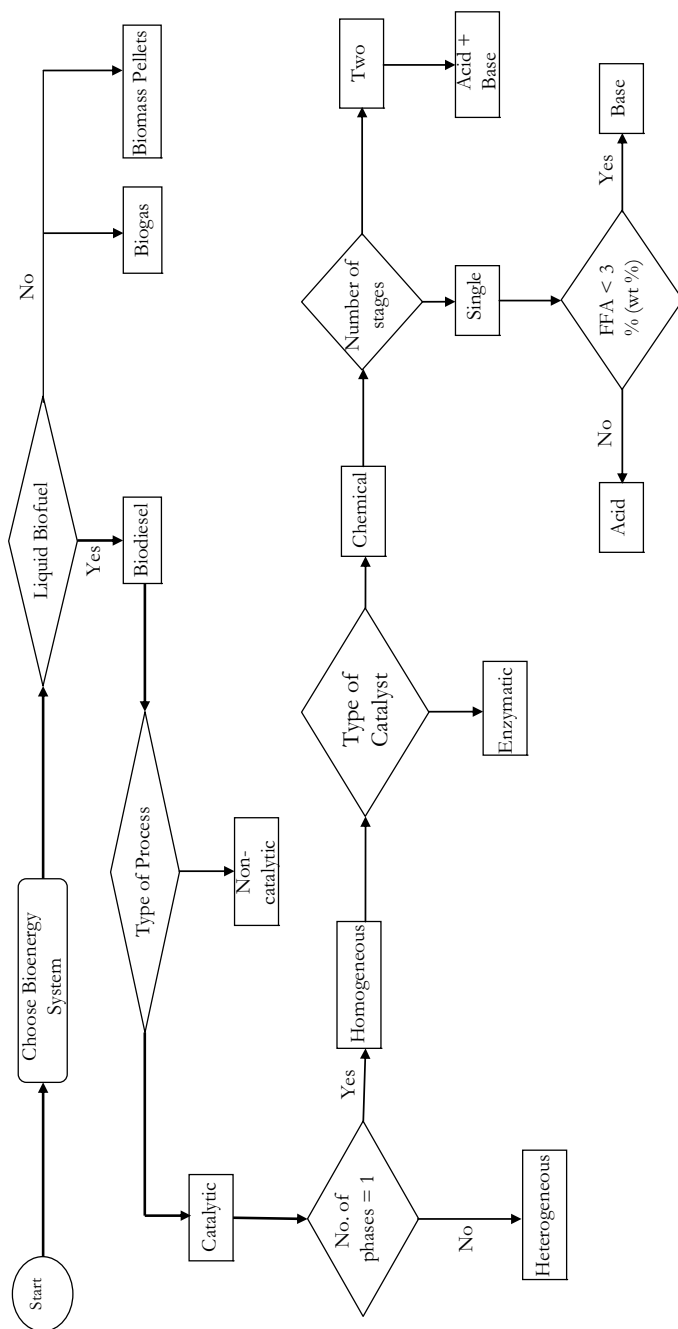 Start
Choose Bioenergy
System
Liquid Biofuel
No
Biogas
Biomass Pellets
Yes
Biodiesel
Type of Process
Non-
catalytic
Catalytic
No. of
phases = 1
No
Heterogeneous
Yes
Homogeneous
Type of
Catalyst
Enzymatic
Chemical
Number of
stages
Two
Acid +
Base
Single
FFA < 3
% (wt %)
No
Acid
Yes
Base